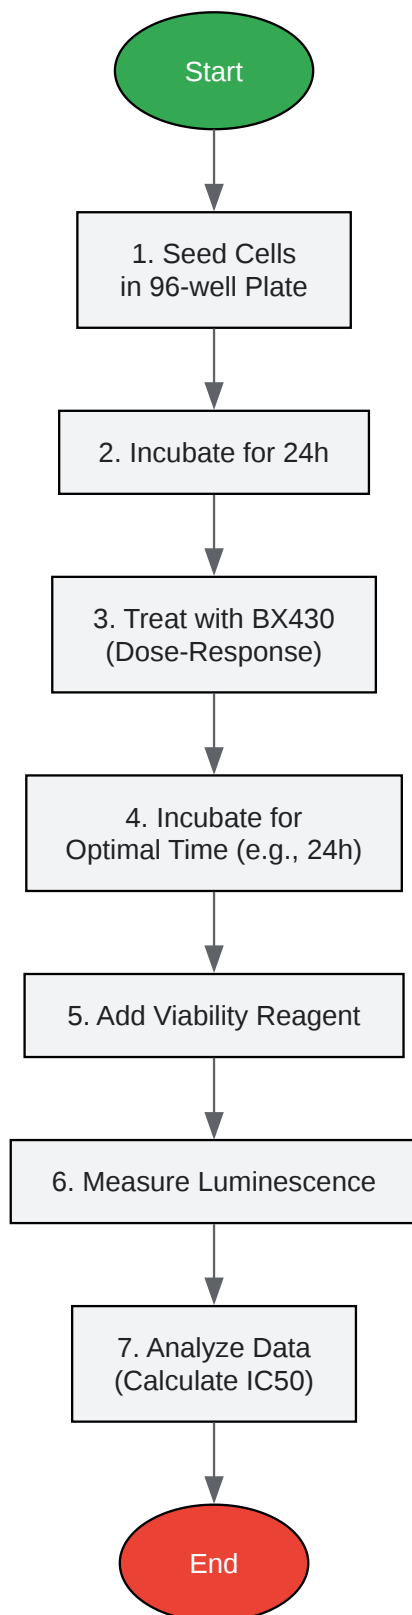 Start
1. Seed Cells
in 96-well Plate
2. Incubate for 24h
3. Treat with BX430
(Dose-Response)
4. Incubate for
Optimal Time (e.g., 24h)
5. Add Viability Reagent
6. Measure Luminescence
7. Analyze Data
(Calculate IC50)
End